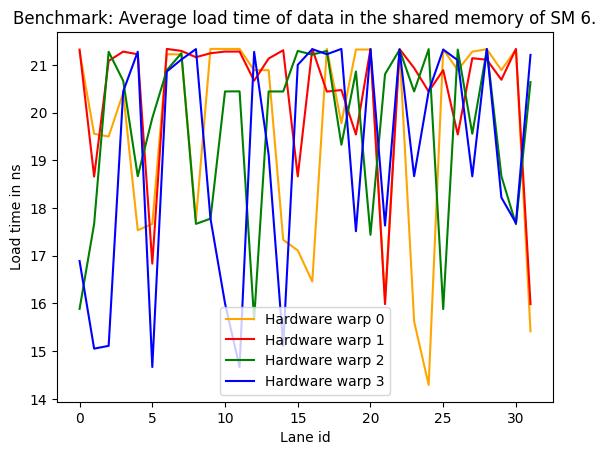 Benchmark: Average load time of data in the shared memory of SM 6.
Load time in ns
21
20
19
18
17
16
15
14
Hardware warp 0
Hardware warp 1
Hardware warp 2
Hardware warp 3
0 5 10 15 20 25 30
Lane id